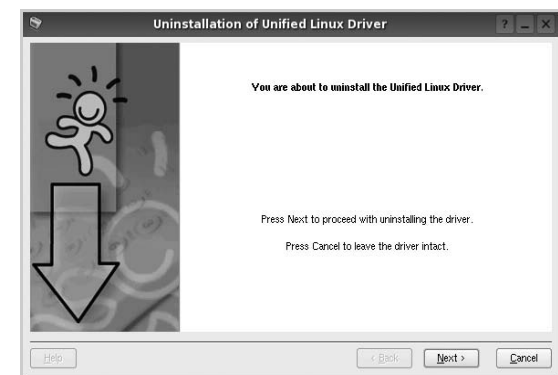 Uninstallation of Unified Linux Driver
? _ X
You are about to uninstall the Unified Linux Driver.
Press Next to proceed with uninstalling the driver.
Press Cancel to leave the driver intact.
Help
< Back
Next >
Cancel